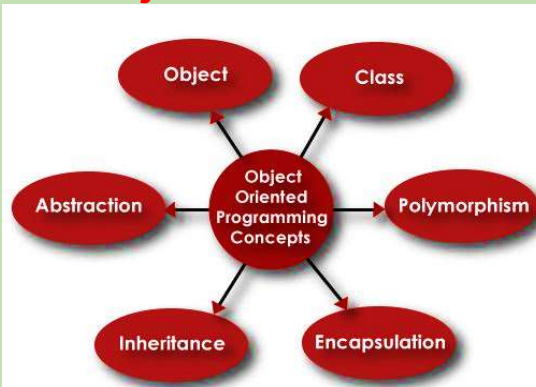 Object
Class
Object
Oriented
Programming
Concepts
Abstraction
Polymorphism
Inheritance
Encapsulation